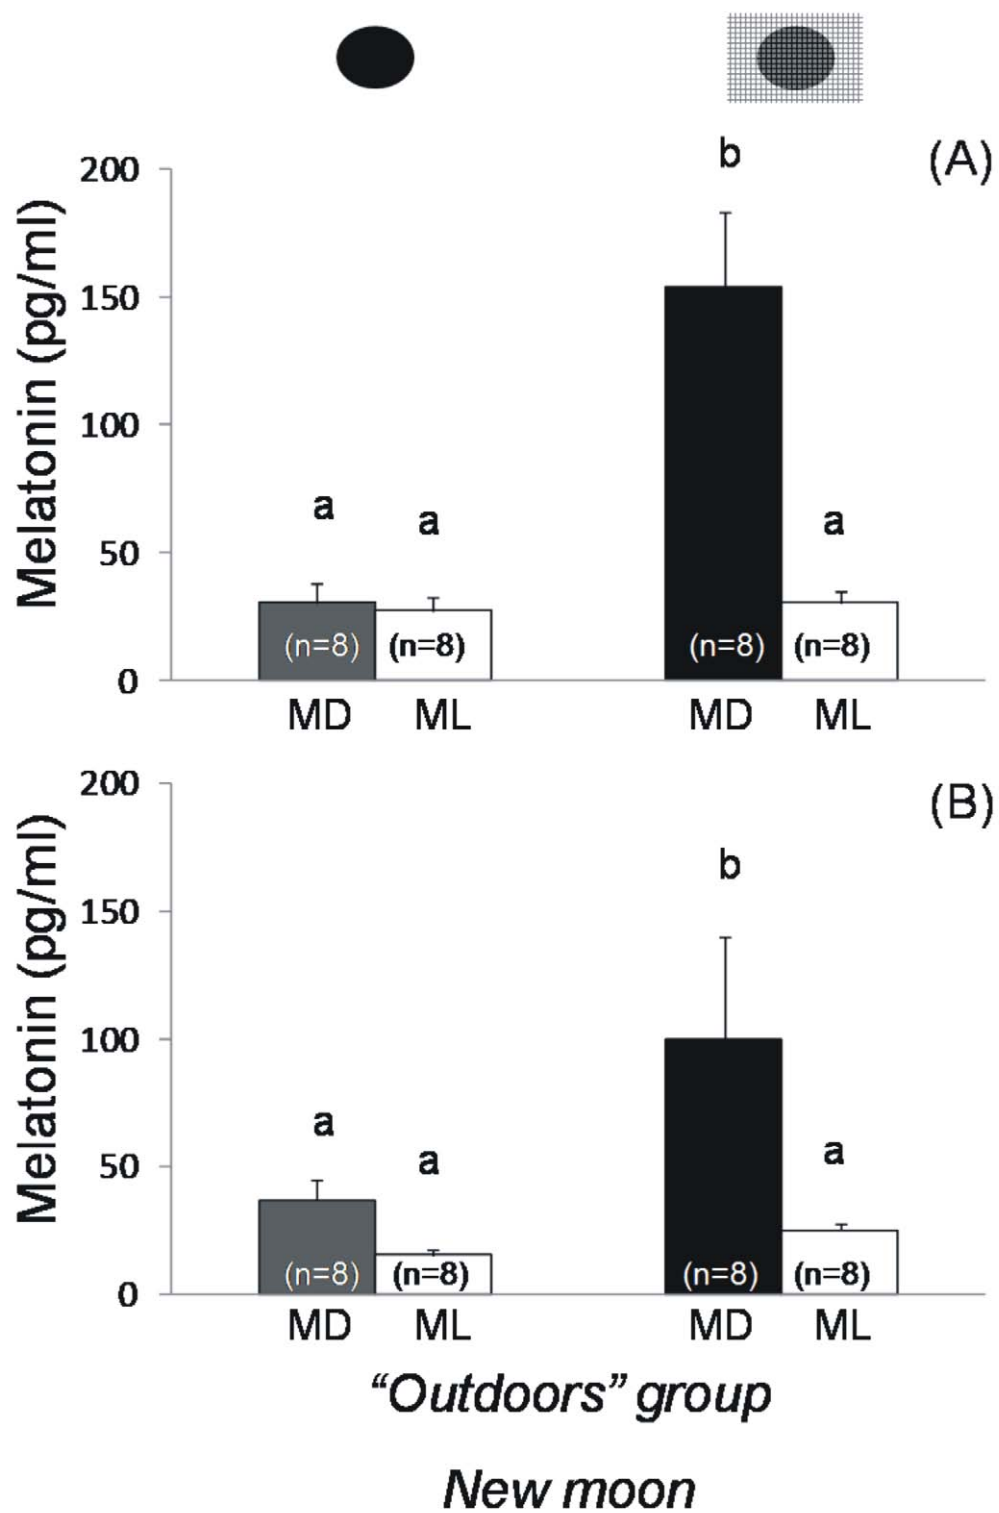 (A)
b
200
150
100
50
0
Melatonin (pg/ml)
a a a
(n=8) (n=8) (n=8) (n=8)
MD ML MD ML
(B)
b
200
150
100
50
0
Melatonin (pg/ml)
a a a
(n=8) (n=8) (n=8) (n=8)
MD ML MD ML
“Outdoors” group
New moon